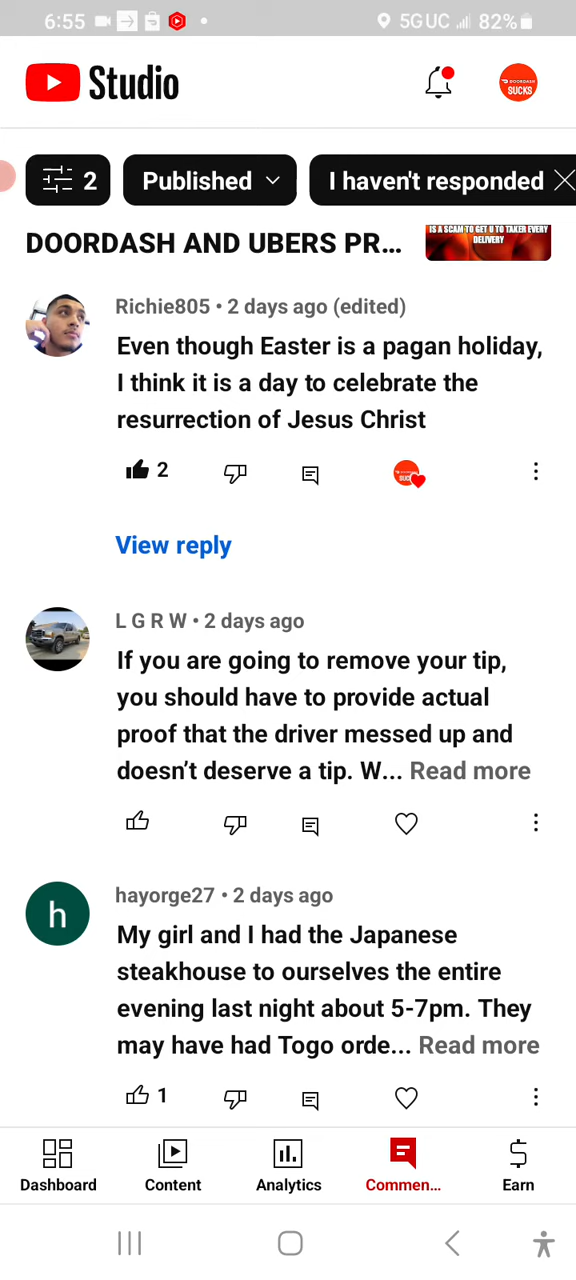 6:55 5GUC 82%
Studio
DOORDASH
SUCKS
2 Published I haven't responded
DOORDASH AND UBERS PR...
IS A SCAM TO GET U TO TAKER EVERY
DELIVERY
Richie805 • 2 days ago (edited)
Even though Easter is a pagan holiday,
I think it is a day to celebrate the
resurrection of Jesus Christ
2
View reply
L G R W • 2 days ago
If you are going to remove your tip,
you should have to provide actual
proof that the driver messed up and
doesn’t deserve a tip. W... Read more
h
hayorge27 • 2 days ago
My girl and I had the Japanese
steakhouse to ourselves the entire
evening last night about 5-7pm. They
may have had Togo orde... Read more
1
Dashboard Content Analytics Commen... Earn